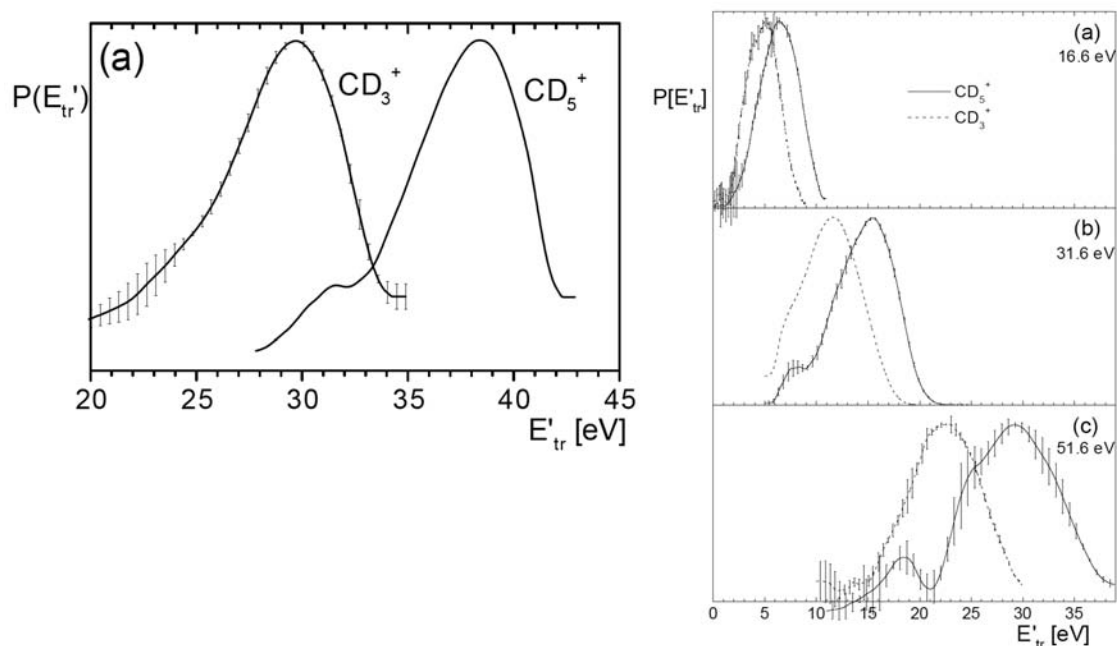 (a)
P(E'tr)
CD3+
CD5+
20 25 30 35 40 45
E'tr [eV]
(a)
16.6 eV
P[E'tr]
CD5+
CD3+
(b)
31.6 eV
(c)
51.6 eV
0 5 10 15 20 25 30 35
E'tr [eV]